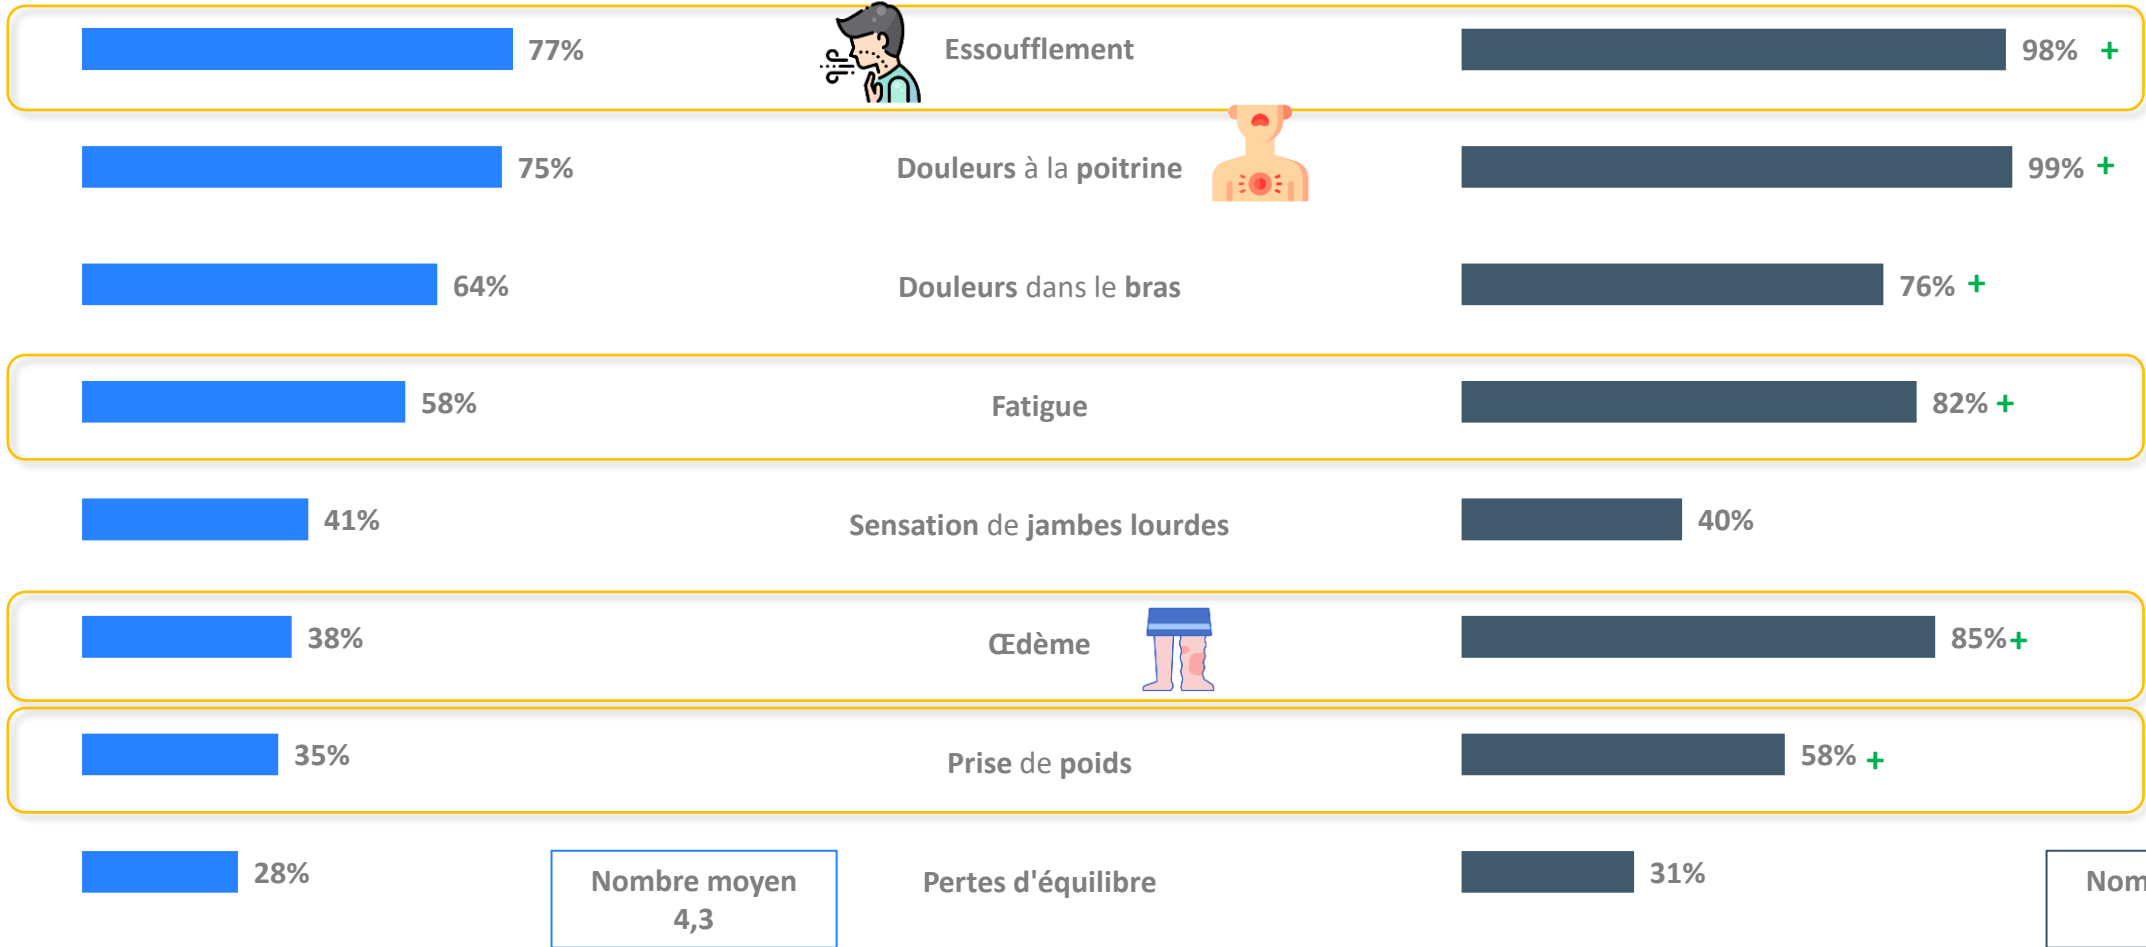 77% Essoufflement 98% +
75% Douleurs à la poitrine 99% +
64% Douleurs dans le bras 76% +
58% Fatigue 82% +
41% Sensation de jambes lourdes 40%
38% Œdème 85% +
35% Prise de poids 58% +
28% Pertes d'équilibre 31%
Nombre moyen
4,3